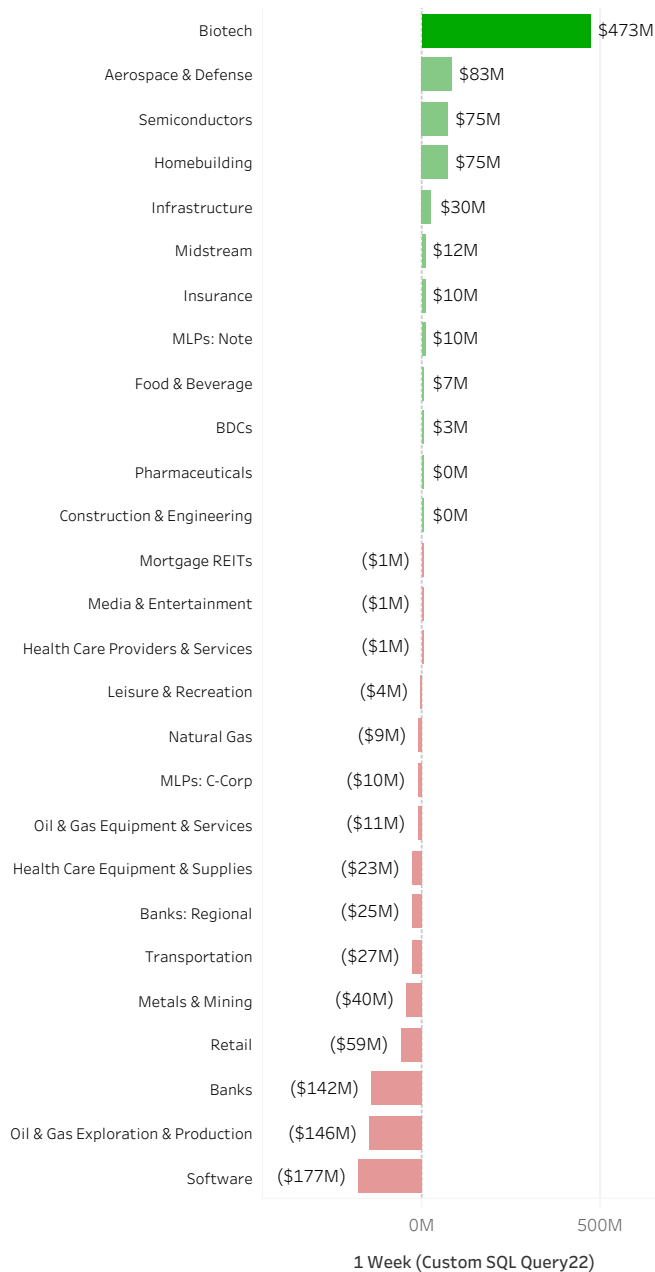 Biotech $473M
Aerospace & Defense $83M
Semiconductors $75M
Homebuilding $75M
Infrastructure $30M
Midstream $12M
Insurance $10M
MLPs: Note $10M
Food & Beverage $7M
BDCs $3M
Pharmaceuticals $0M
Construction & Engineering $0M
Mortgage REITs ($1M)
Media & Entertainment ($1M)
Health Care Providers & Services ($1M)
Leisure & Recreation ($4M)
Natural Gas ($9M)
MLPs: C-Corp ($10M)
Oil & Gas Equipment & Services ($11M)
Health Care Equipment & Supplies ($23M)
Banks: Regional ($25M)
Transportation ($27M)
Metals & Mining ($40M)
Retail ($59M)
Banks ($142M)
Oil & Gas Exploration & Production ($146M)
Software ($177M)
0M 500M
1 Week (Custom SQL Query22)